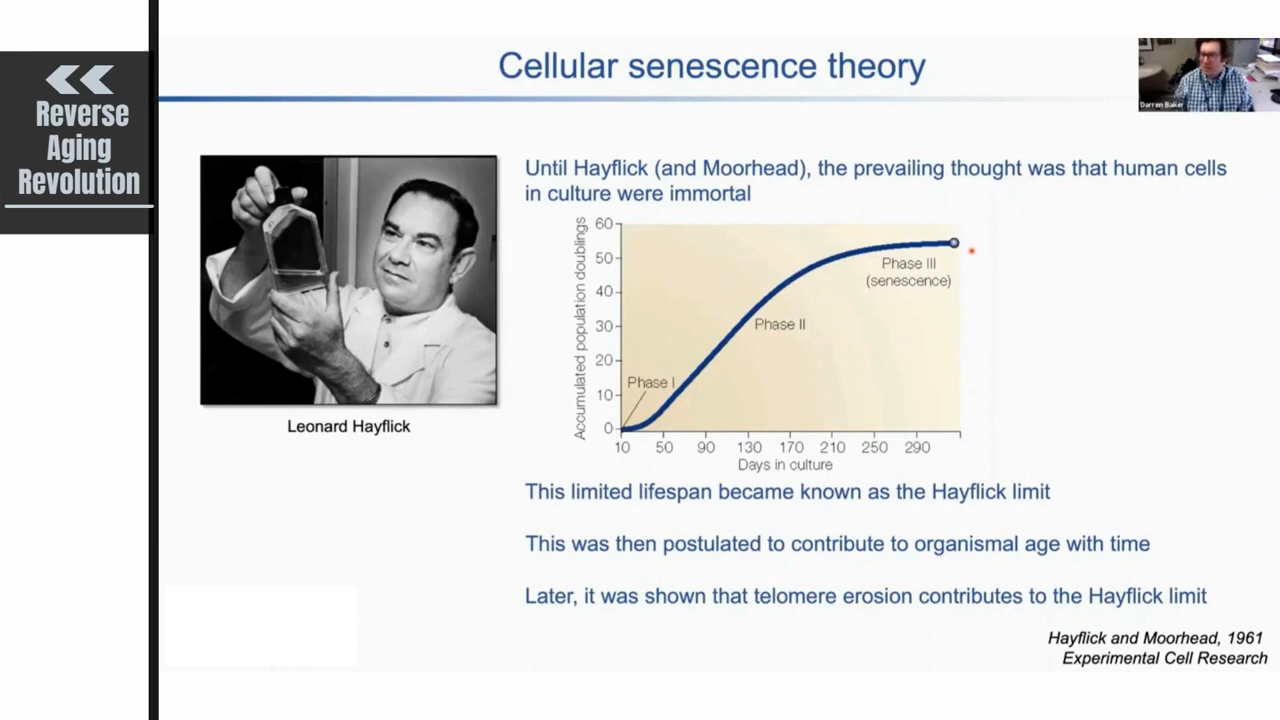 Reverse
Aging
Revolution
Cellular senescence theory
Darren Baker
Leonard Hayflick
Until Hayflick (and Moorhead), the prevailing thought was that human cells
in culture were immortal
Accumulated population doublings
60
50
40
30
20
10
0
Phase I
Phase II
Phase III
(senescence)
10 50 90 130 170 210 250 290
Days in culture
This limited lifespan became known as the Hayflick limit
This was then postulated to contribute to organismal age with time
Later, it was shown that telomere erosion contributes to the Hayflick limit
Hayflick and Moorhead, 1961
Experimental Cell Research